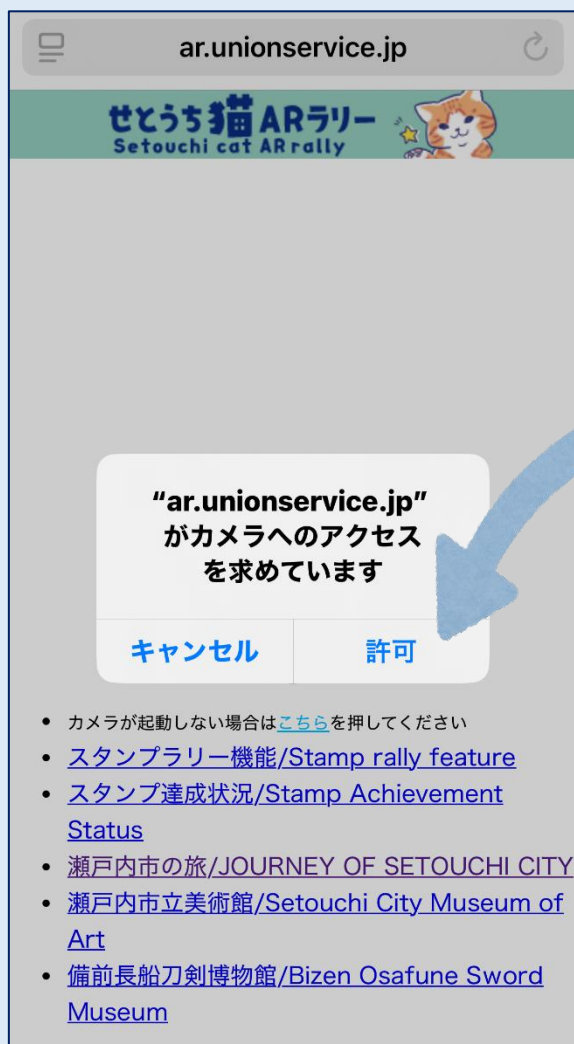 ar.unionservice.jp
せとうち猫ARラリー
Setouchi cat AR rally
“ar.unionservice.jp”
がカメラへのアクセス
を求めています
キャンセル
許可
• カメラが起動しない場合はこちらを押してください
• スタンプラリー機能/Stamp rally feature
• スタンプ達成状況/Stamp Achievement
Status
• 瀬戸内市の旅/JOURNEY OF SETOUCHI CITY
• 瀬戸内市立美術館/Setouchi City Museum of
Art
• 備前長船刀剣博物館/Bizen Osafune Sword
Museum